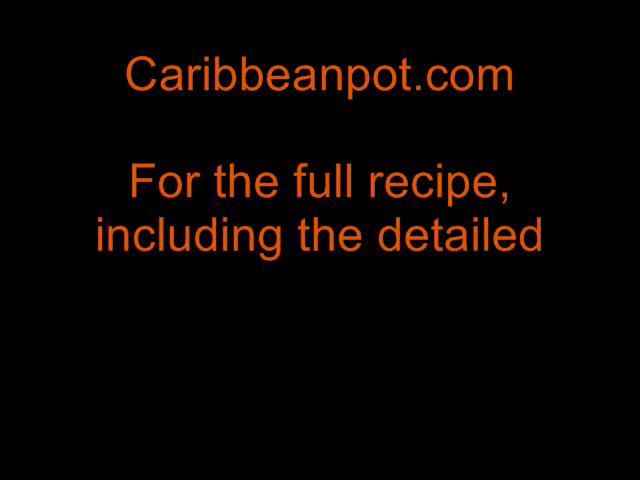 Caribbeanpot.com
For the full recipe,
including the detailed